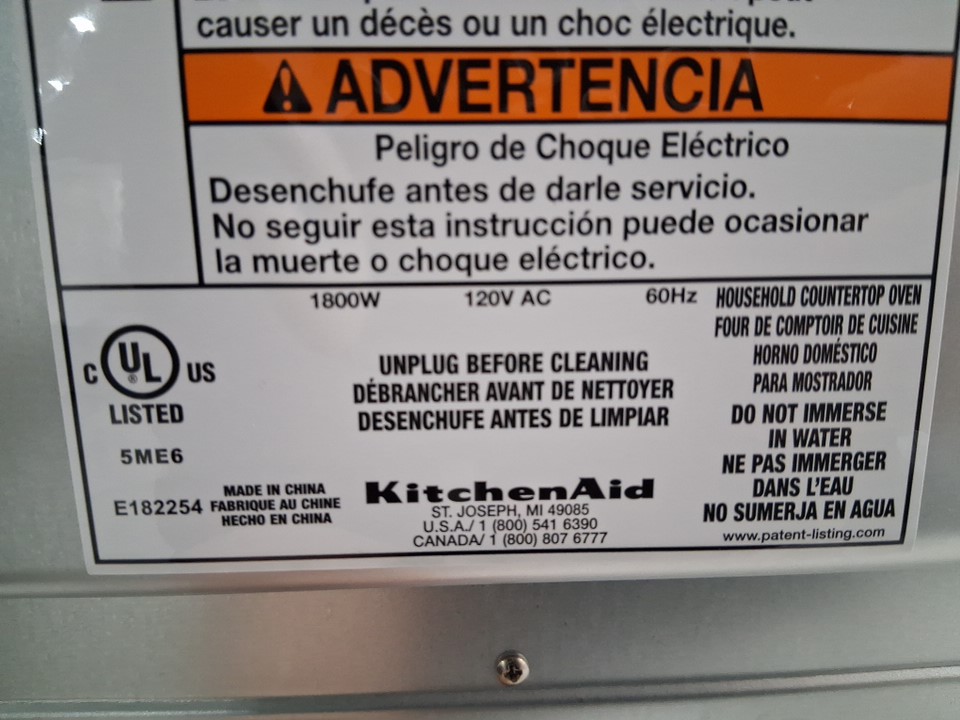 causer un décès ou un choc électrique.
ADVERTENCIA
Peligro de Choque Eléctrico
Desenchufe antes de darle servicio.
No seguir esta instrucción puede ocasionar
la muerte o choque eléctrico.
1800W 120V AC 60Hz
HOUSEHOLD COUNTERTOP OVEN
FOUR DE COMPTOIR DE CUISINE
HORNO DOMÉSTICO
PARA MOSTRADOR
DO NOT IMMERSE
IN WATER
NE PAS IMMERGER
DANS L'EAU
NO SUMERJA EN AGUA
www.patent-listing.com
UNPLUG BEFORE CLEANING
DÉBRANCHER AVANT DE NETTOYER
DESENCHUFE ANTES DE LIMPIAR
C UL ® US
LISTED
5ME6
E182254
MADE IN CHINA
FABRIQUE AU CHINE
HECHO EN CHINA
KitchenAid
ST. JOSEPH, MI 49085
U.S.A./ 1 (800) 541 6390
CANADA/ 1 (800) 807 6777